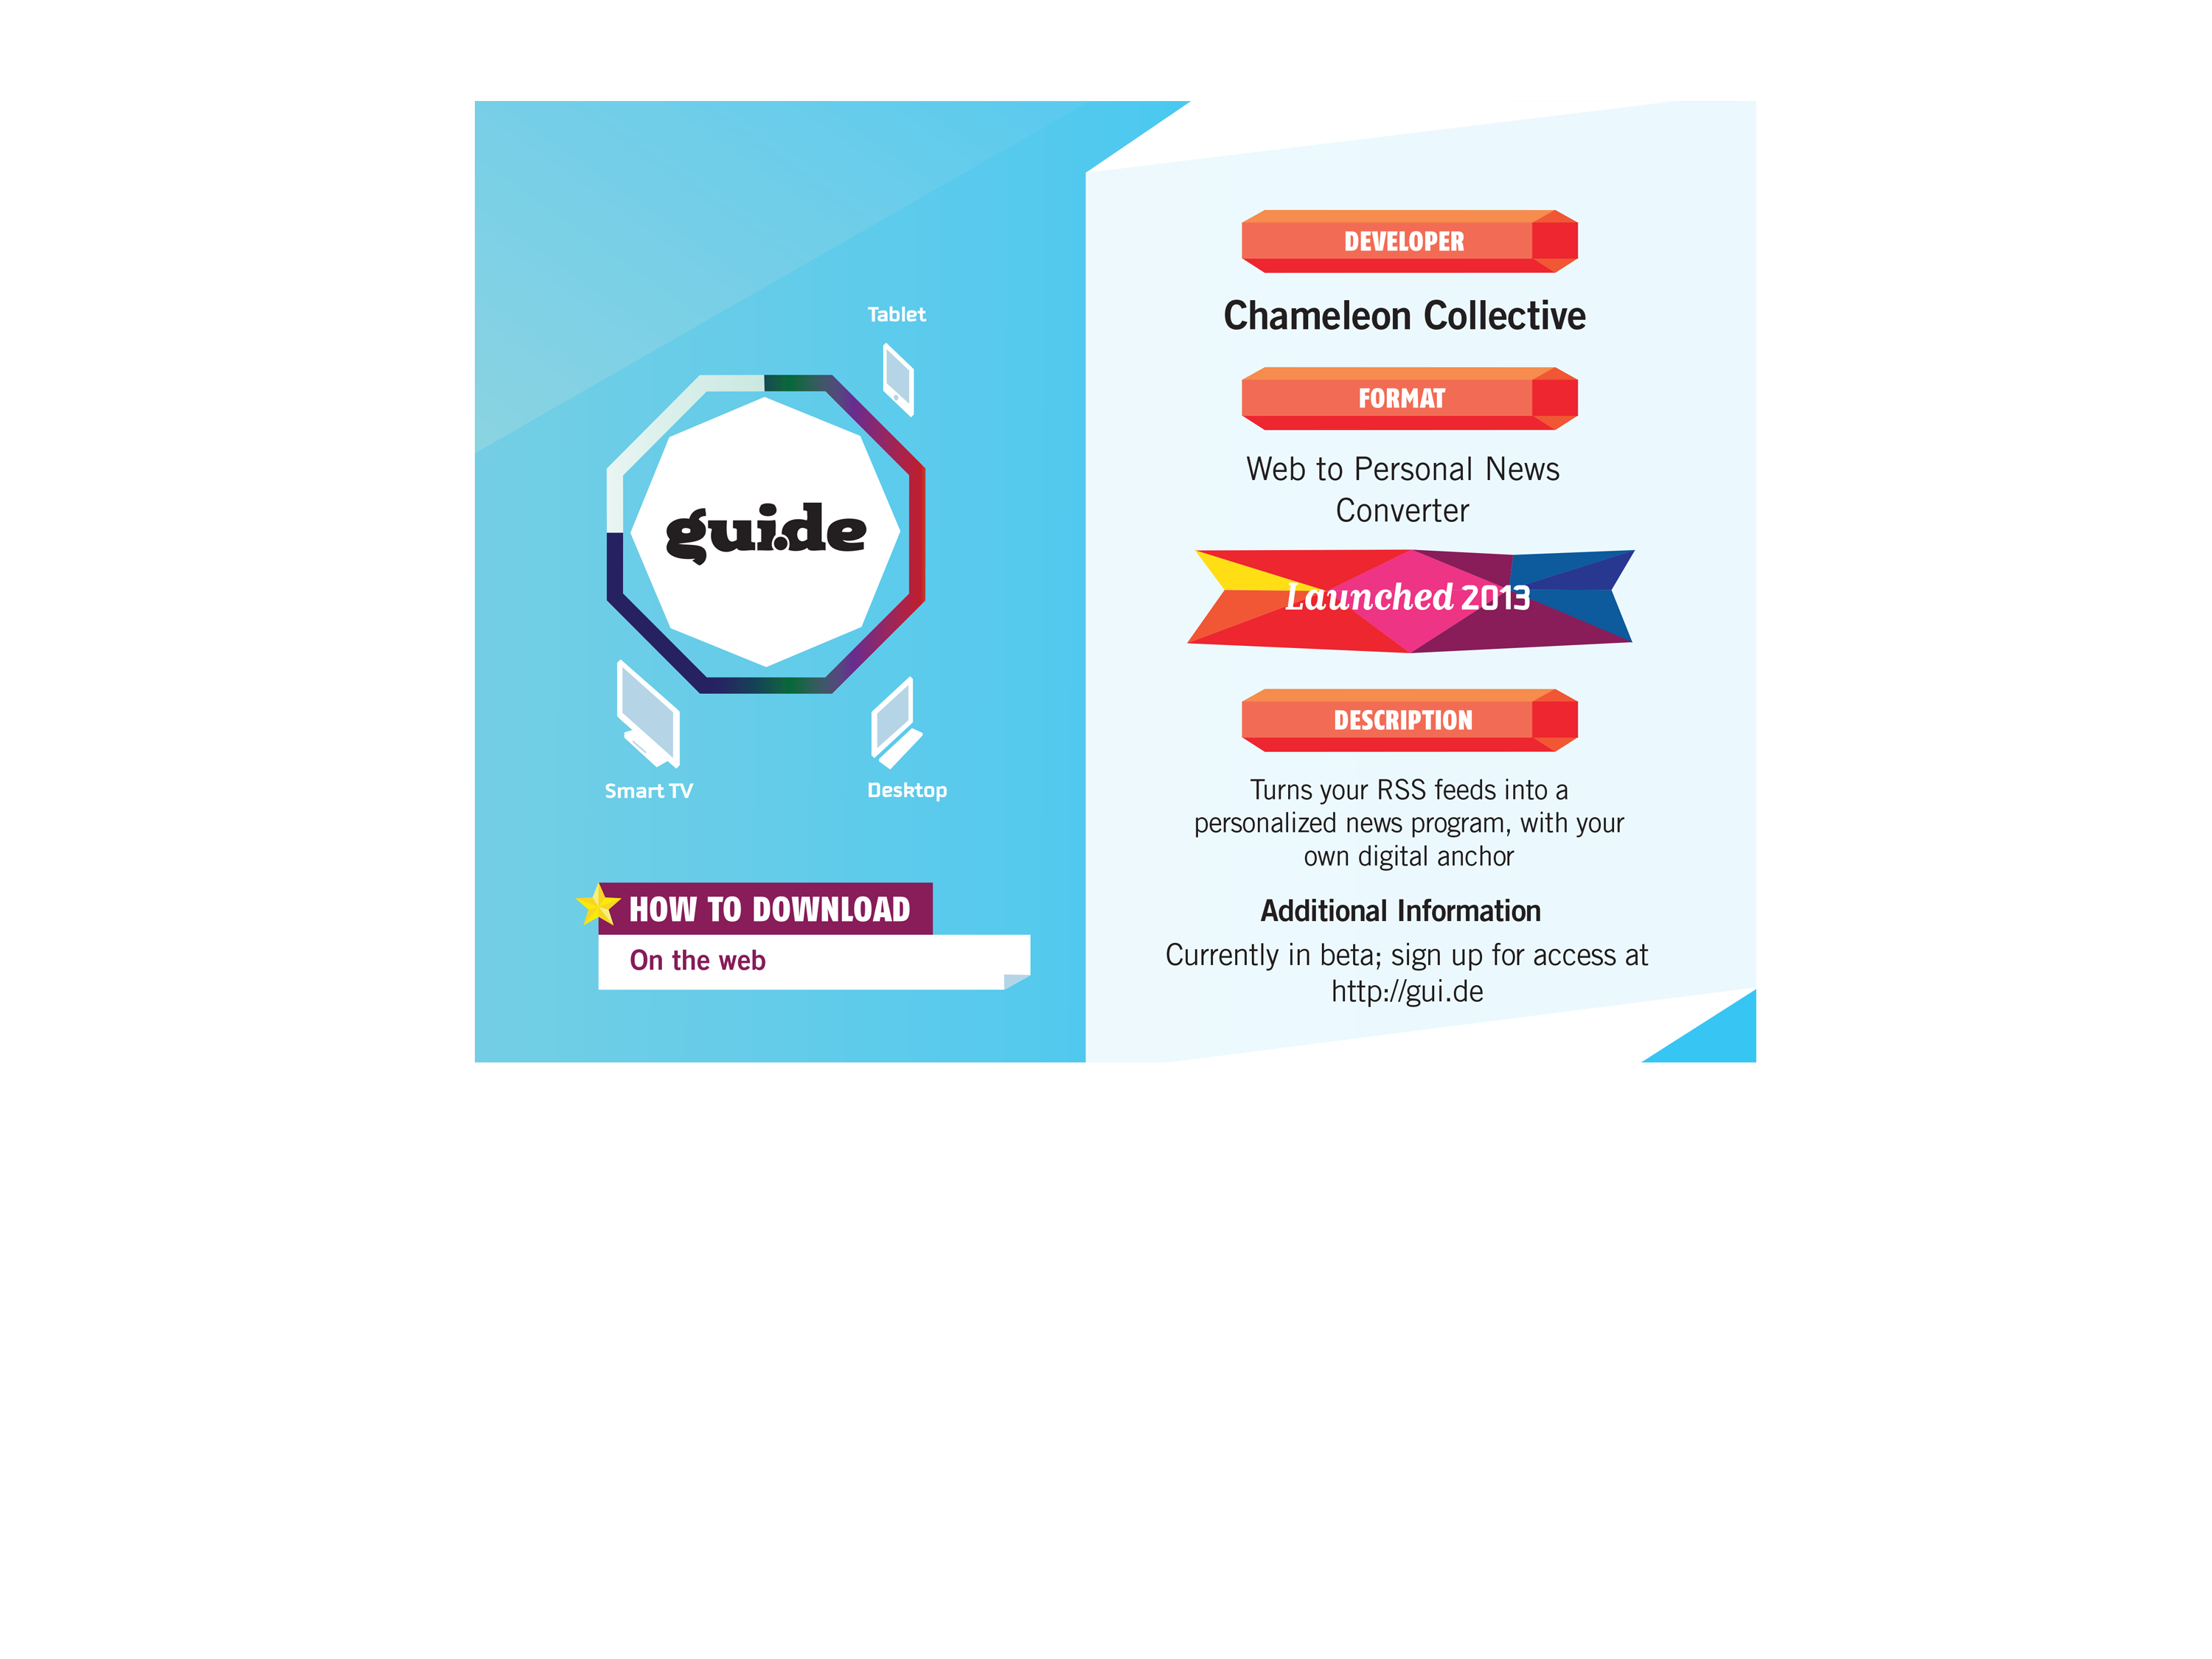 Tablet
gui.de
Smart TV
Desktop
HOW TO DOWNLOAD
On the web
DEVELOPER
Chameleon Collective
FORMAT
Web to Personal News
Converter
Launched 2013
DESCRIPTION
Turns your RSS feeds into a
personalized news program, with your
own digital anchor
Additional Information
Currently in beta; sign up for access at
http://gui.de